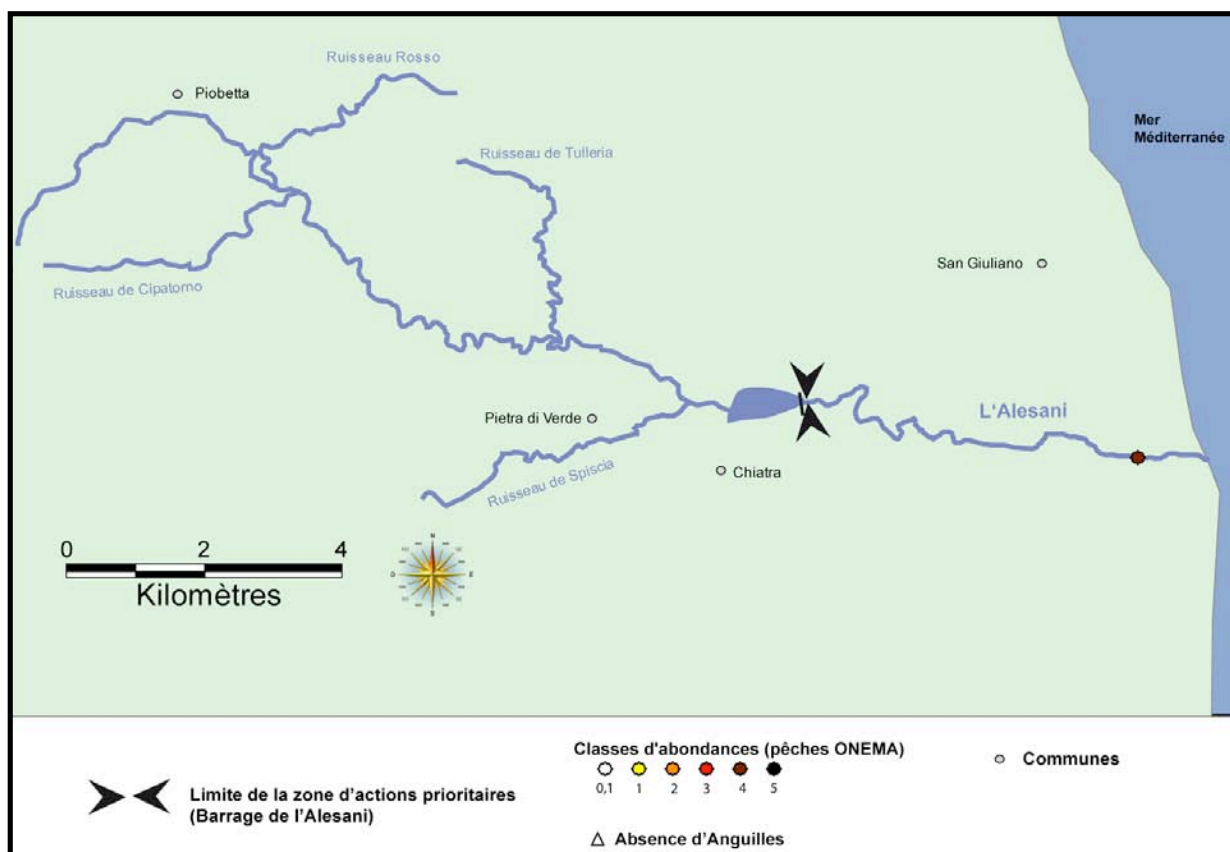 Ruisseau Rosso
Piobetta
Mer
Méditerranée
Ruisseau de Tulleria
San Giuliano
Ruisseau de Cipatorno
L'Alesani
Pietra di Verde
Ruisseau de Spiscia
Chiatra
0 2 4
Kilomètres
N
O E
S
Classes d'abondances (pêches ONEMA)
Communes
0,1 1 2 3 4 5
Limite de la zone d'actions prioritaires
(Barrage de l'Alesani)
Absence d'Anguilles